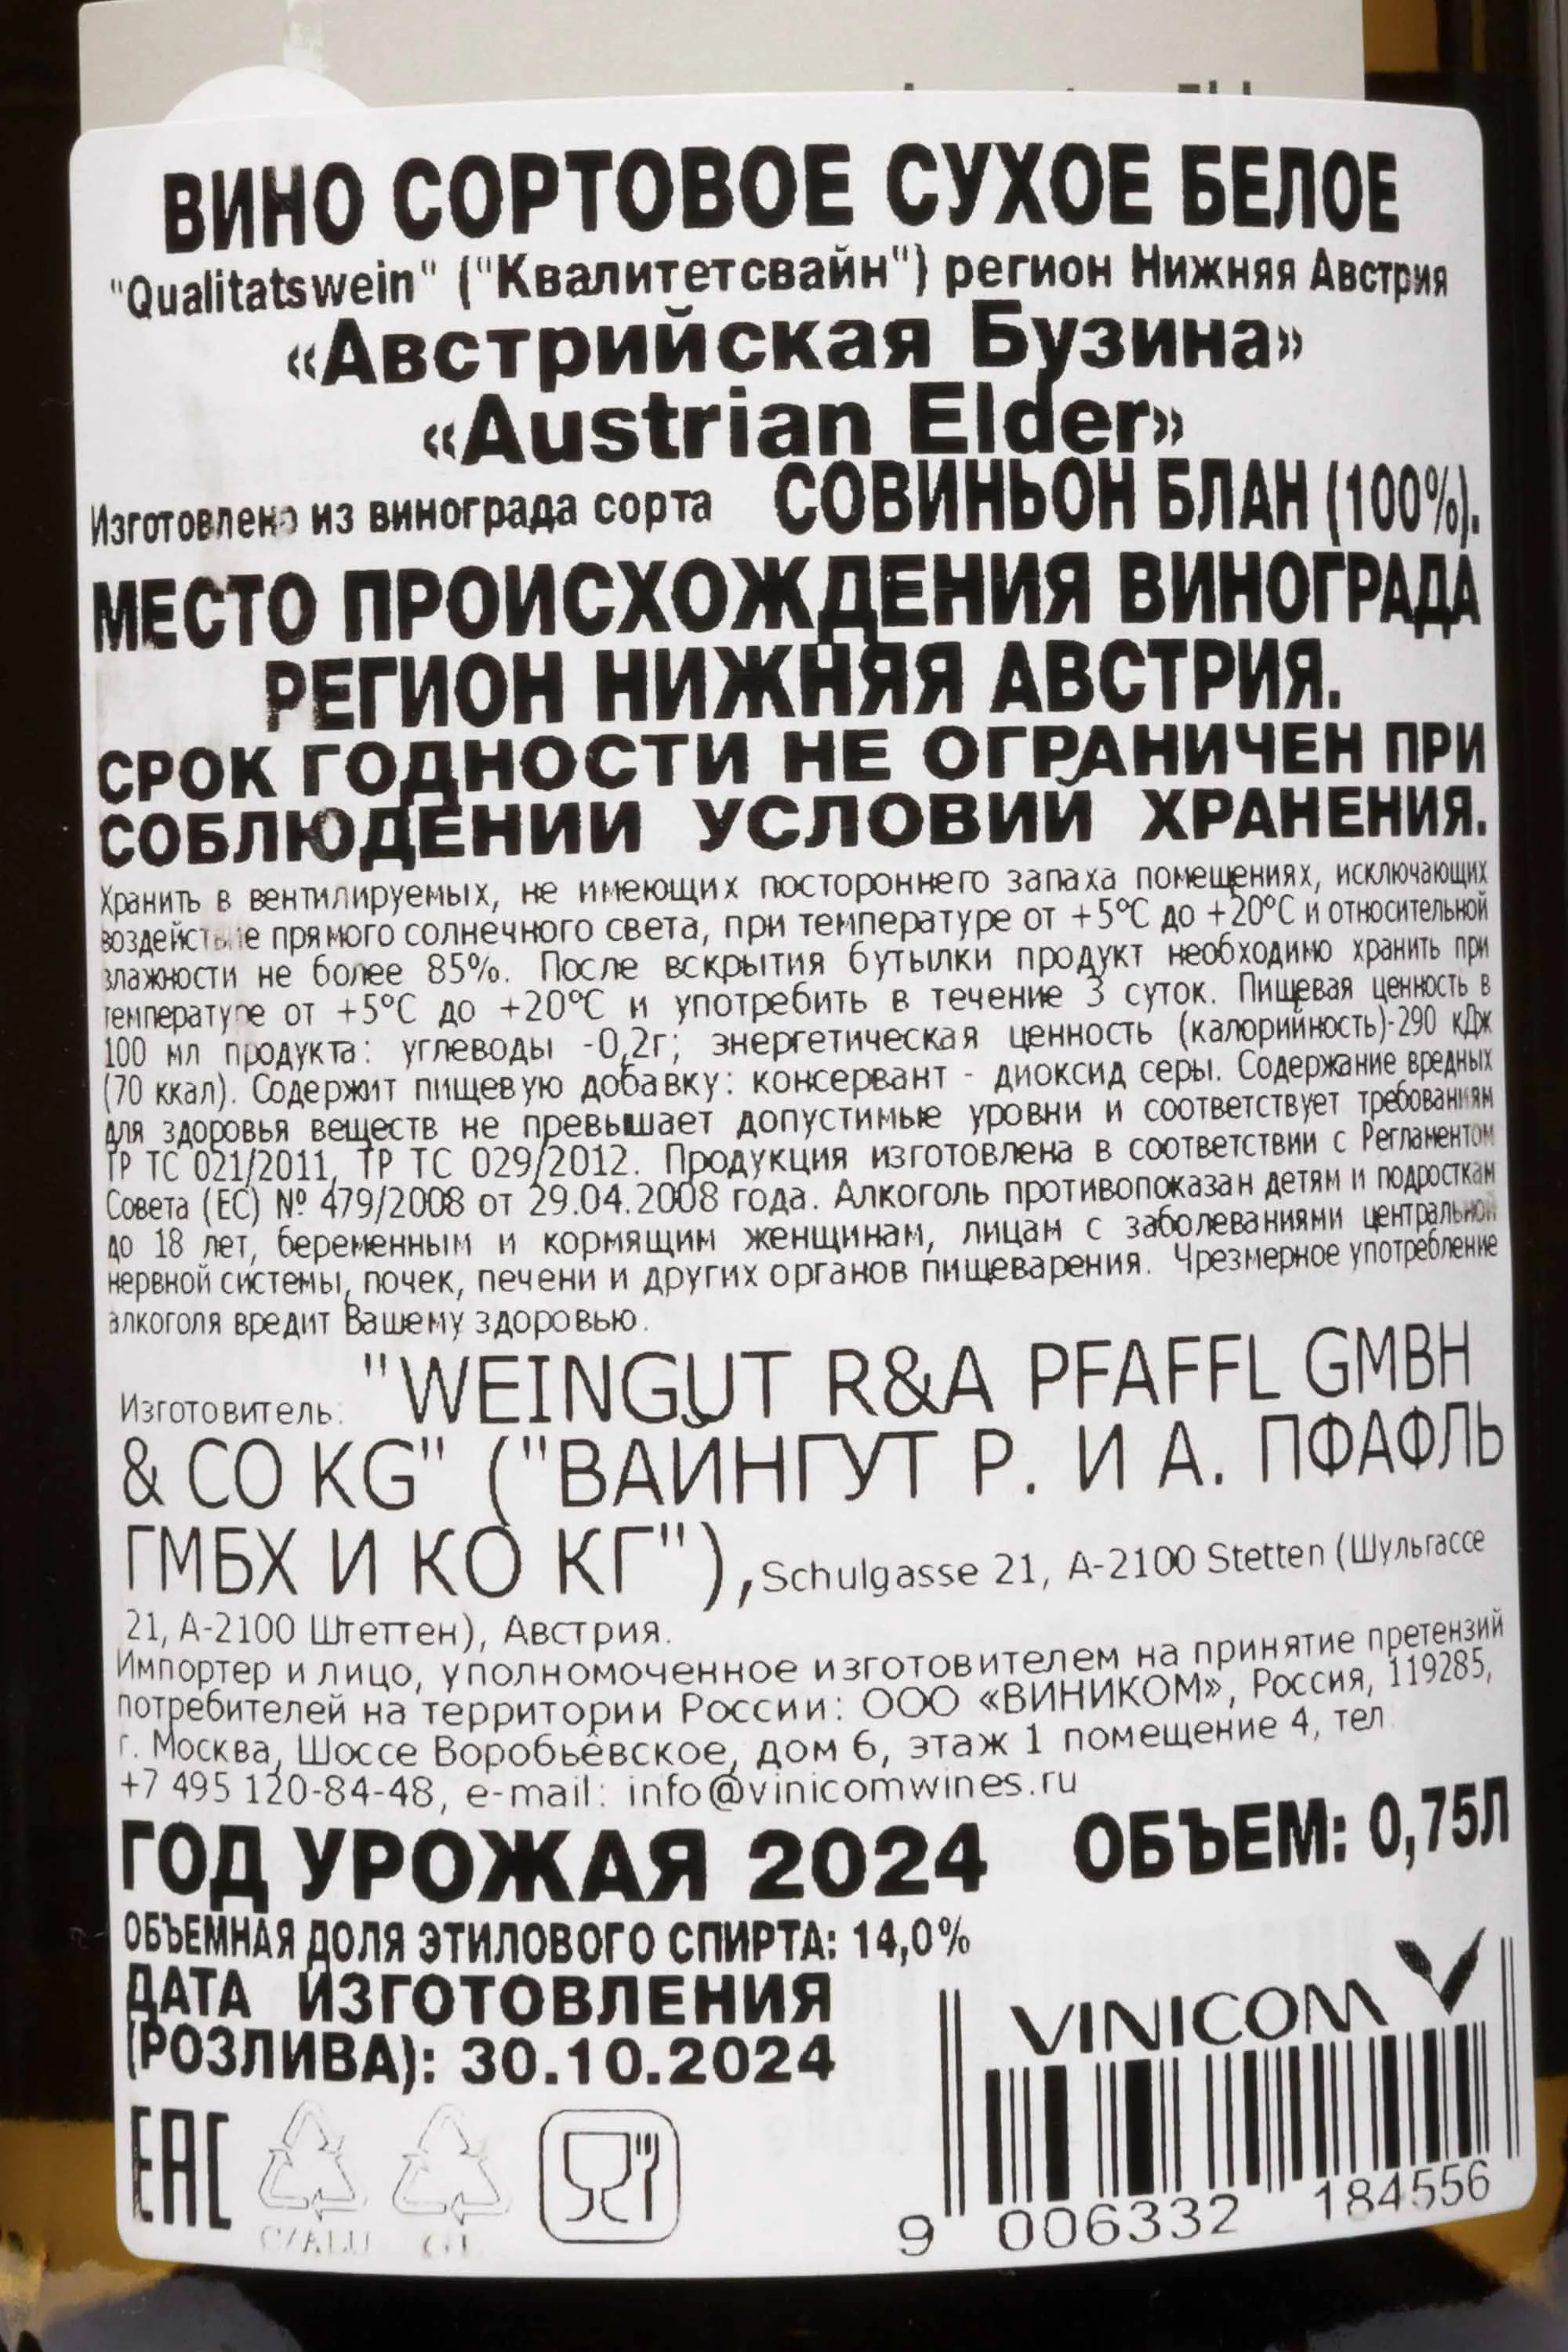 ВИНО СОРТОВОЕ СУХОЕ БЕЛОЕ
"Qualitatswein" ("Квалитетсвайн") регион Нижняя Австрия
«Австрийская Бузина»
«Austrian Elder»
Изготовлено из винограда сорта СОВИНЬОН БЛАН (100%).
МЕСТО ПРОИСХОЖДЕНИЯ ВИНОГРАДА
РЕГИОН НИЖНЯЯ АВСТРИЯ.
СРОК ГОДНОСТИ НЕ ОГРАНИЧЕН ПРИ
СОБЛЮДЕНИИ УСЛОВИЙ ХРАНЕНИЯ.
Хранить в вентилируемых, не имеющих постороннего запаха помещениях, исключающих
воздействие прямого солнечного света, при температуре от +5°С до +20°С и относительной
влажности не более 85%. После вскрытия бутылки продукт необходимо хранить при
температуре от +5°С до +20°С и употребить в течение 3 суток. Пищевая ценность в
100 мл продукта: углеводы -0,2г; энергетическая ценность (калорийность)-290 кДж
(70 ккал). Содержит пищевую добавку: консервант - диоксид серы. Содержание вредных
для здоровья веществ не превышает допустимые уровни и соответствует требованиям
ТР ТС 021/2011, ТР ТС 029/2012. Продукция изготовлена в соответствии с Регламентом
Совета (ЕС) № 479/2008 от 29.04.2008 года. Алкоголь противопоказан детям и подросткам
до 18 лет, беременным и кормящим женщинам, лицам с заболеваниями центральной
нервной системы, почек, печени и других органов пищеварения. Чрезмерное употребление
алкоголя вредит Вашему здоровью.
Изготовитель: "WEINGUT R&A PFAFFL GMBH
& CO KG" ("ВАЙНГУТ Р. И А. ПФАФЛЬ
ГМБХ И КО КГ"), Schulgasse 21, A-2100 Stetten (Шульгассе
21, А-2100 Штеттен), Австрия.
Импортер и лицо, уполномоченное изготовителем на принятие претензий
потребителей на территории России: ООО «ВИНИКОМ», Россия, 119285,
г. Москва, Шоссе Воробьёвское, дом 6, этаж 1 помещение 4, тел
+7 495 120-84-48, e-mail: info@vinicomwines.ru
ГОД УРОЖАЯ 2024 ОБЪЕМ: 0,75Л
ОБЪЕМНАЯ ДОЛЯ ЭТИЛОВОГО СПИРТА: 14,0%
ДАТА ИЗГОТОВЛЕНИЯ
(РОЗЛИВА): 30.10.2024
VINICOM
EAC
C/ALU
9 006332 184556